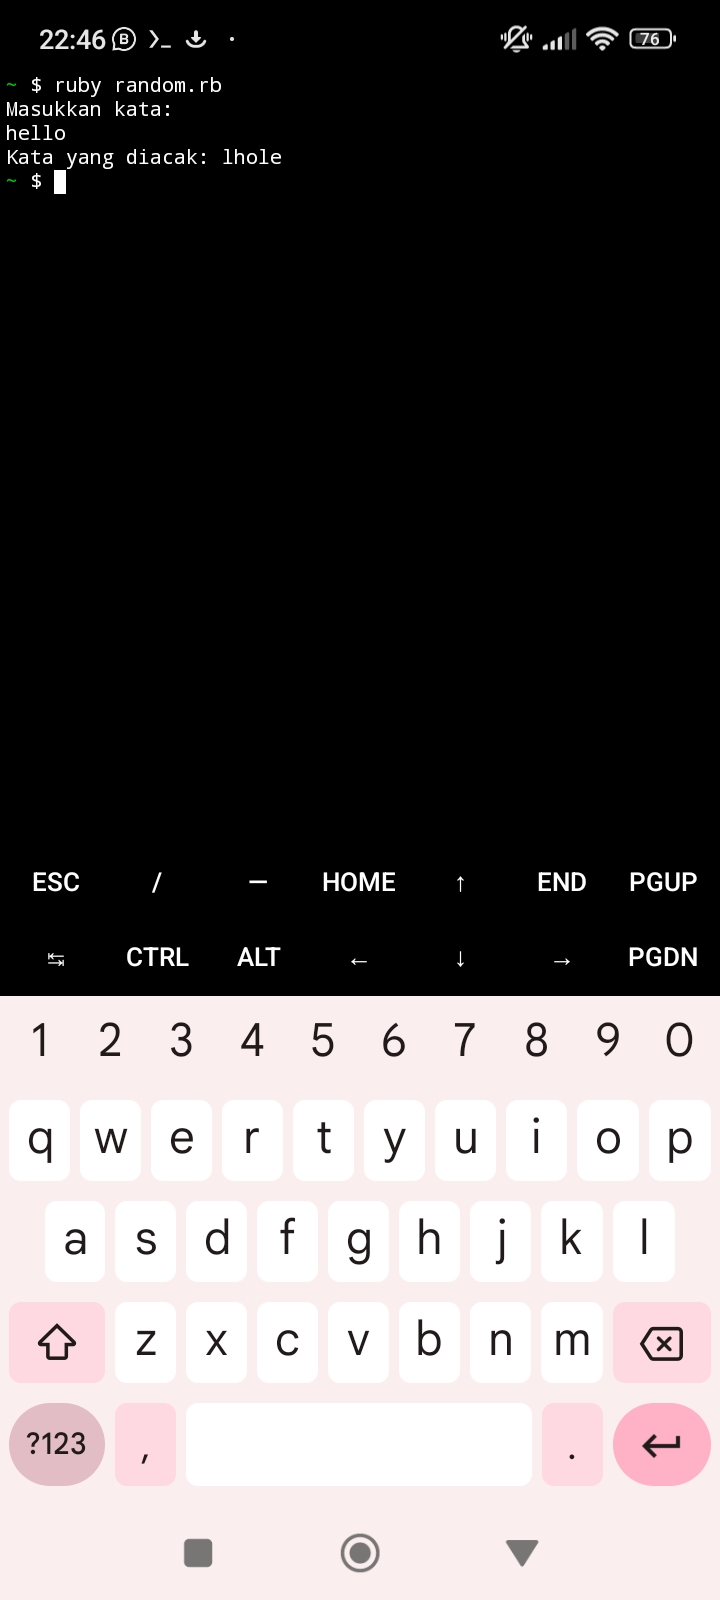 22:46
76
~ $ ruby random.rb
Masukkan kata:
hello
Kata yang diacak: lhole
~ $
ESC / — HOME ↑ END PGUP
↹ CTRL ALT ← ↓ → PGDN
1 2 3 4 5 6 7 8 9 0
q w e r t y u i o p
a s d f g h j k l
z x c v b n m
?123 , .